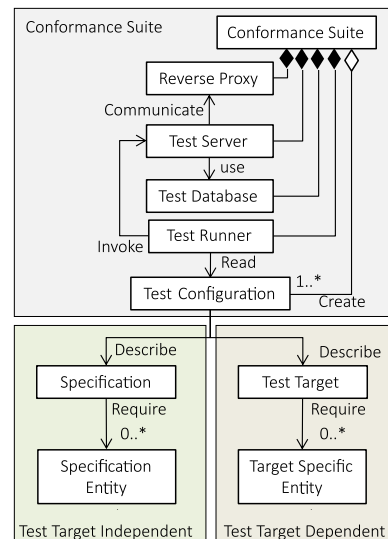 Conformance Suite
Conformance Suite
Reverse Proxy
Communicate
Test Server
use
Test Database
Test Runner
Invoke
Read
1..*
Test Configuration
Create
Describe
Describe
Specification
Test Target
Require
Require
0..*
0..*
Specification
Entity
Target Specific
Entity
Test Target Independent
Test Target Dependent